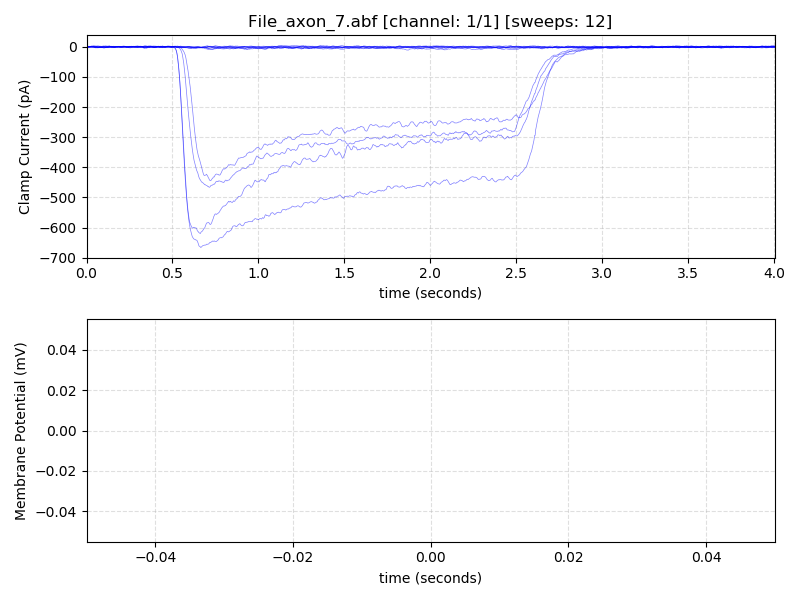 File_axon_7.abf [channel: 1/1] [sweeps: 12]
0
−100
−200
−300
−400
−500
−600
−700
Clamp Current (pA)
0.0 0.5 1.0 1.5 2.0 2.5 3.0 3.5 4.0
time (seconds)
0.04
0.02
0.00
−0.02
−0.04
Membrane Potential (mV)
−0.04 −0.02 0.00 0.02 0.04
time (seconds)